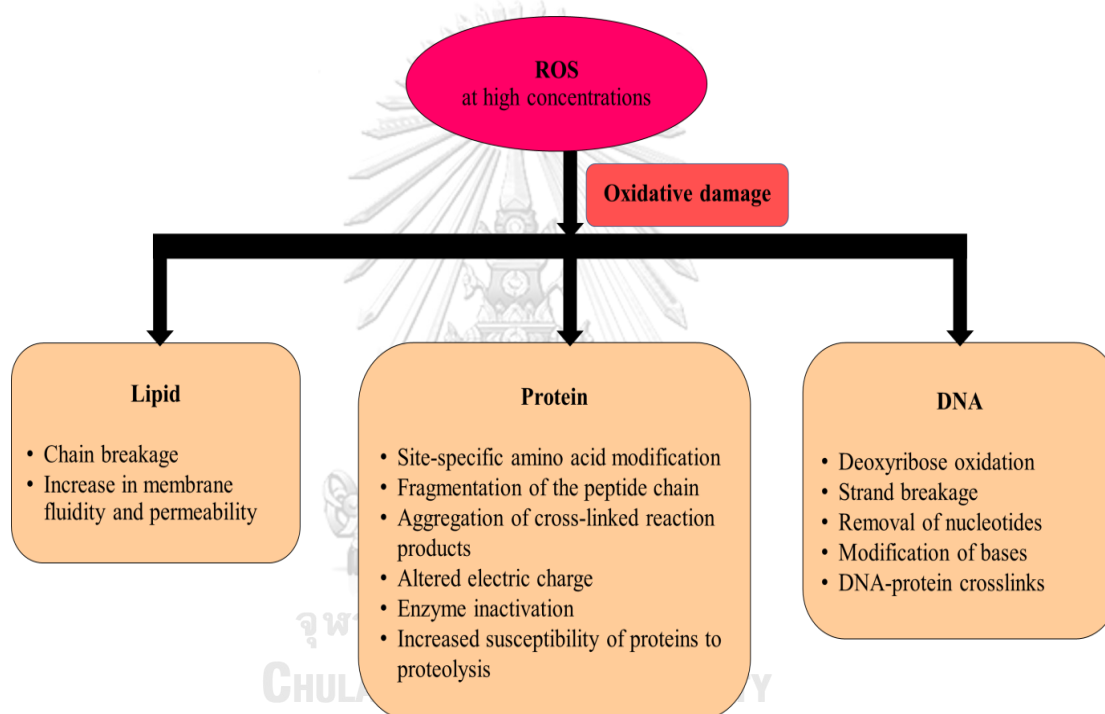 ROS
at high concentrations
Oxidative damage
Lipid
• Chain breakage
• Increase in membrane
fluidity and permeability
Protein
• Site-specific amino acid modification
• Fragmentation of the peptide chain
• Aggregation of cross-linked reaction
products
• Altered electric charge
• Enzyme inactivation
• Increased susceptibility of proteins to
proteolysis
DNA
• Deoxyribose oxidation
• Strand breakage
• Removal of nucleotides
• Modification of bases
• DNA-protein crosslinks